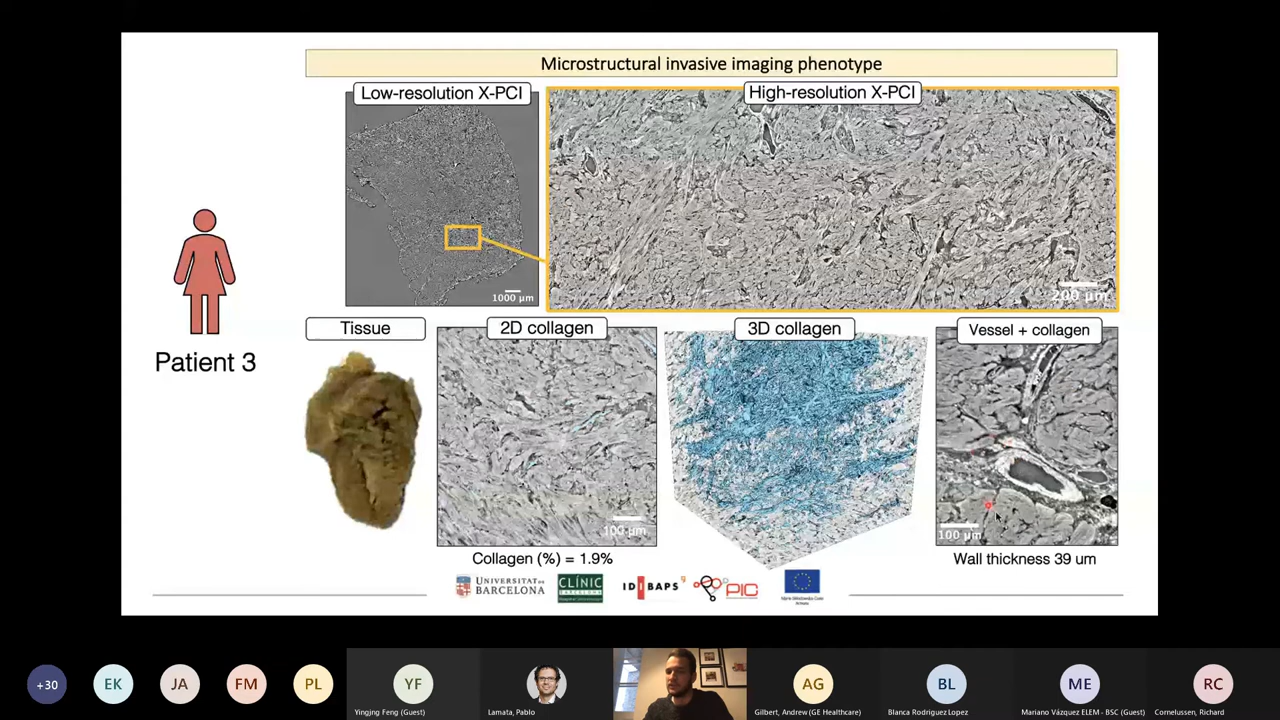 Microstructural invasive imaging phenotype
Low-resolution X-PCI
High-resolution X-PCI
1000 µm
200 µm
Patient 3
Tissue
2D collagen
3D collagen
Vessel + collagen
100 µm
100 µm
Collagen (%) = 1.9%
Wall thickness 39 um
UNIVERSITAT DE
BARCELONA
CLÍNIC
BARCELONA
IDIBAPS
PIC
+30
EK
JA
FM
PL
YF
AG
BL
ME
RC
Yingjng Feng (Guest)
Lamata, Pablo
Gilbert, Andrew (GE Healthcare)
Blanca Rodriguez Lopez
Mariano Vázquez ELEM - BSC (Guest)
Cornelussen, Richard